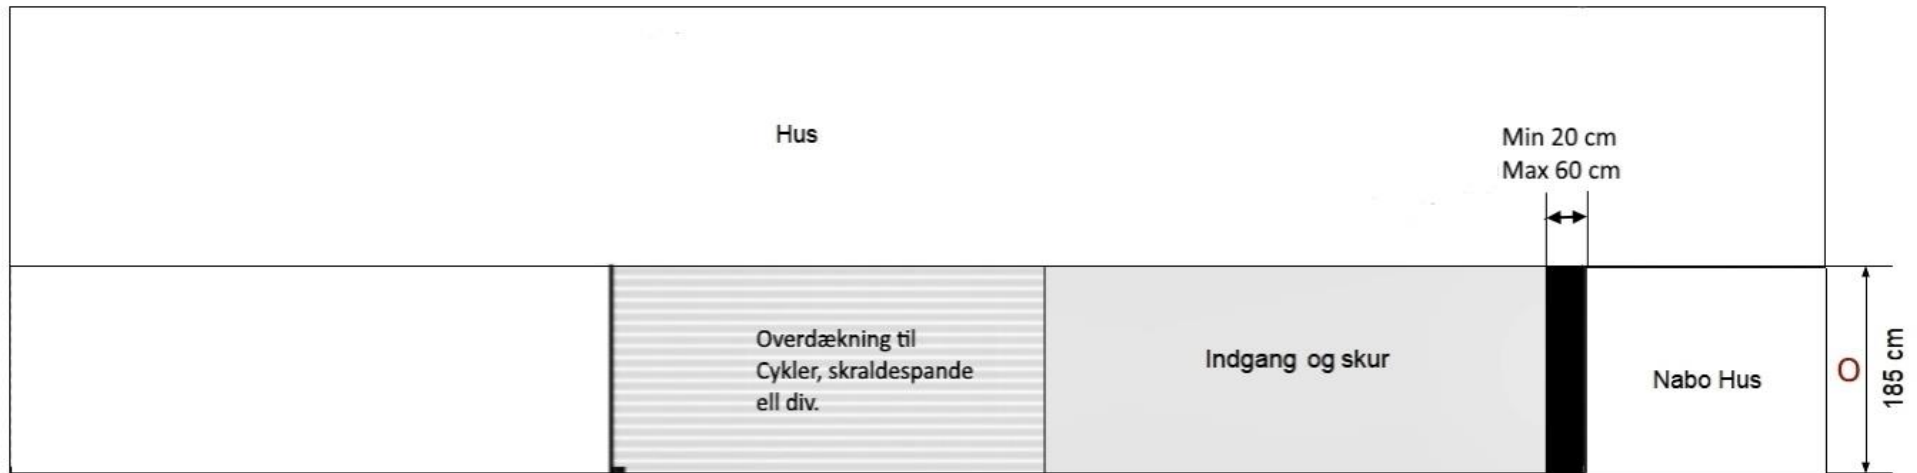 Hus
Min 20 cm
Max 60 cm
Overdækning til
Cykler, skraldespande
ell div.
Indgang og skur
Nabo Hus
O
185 cm